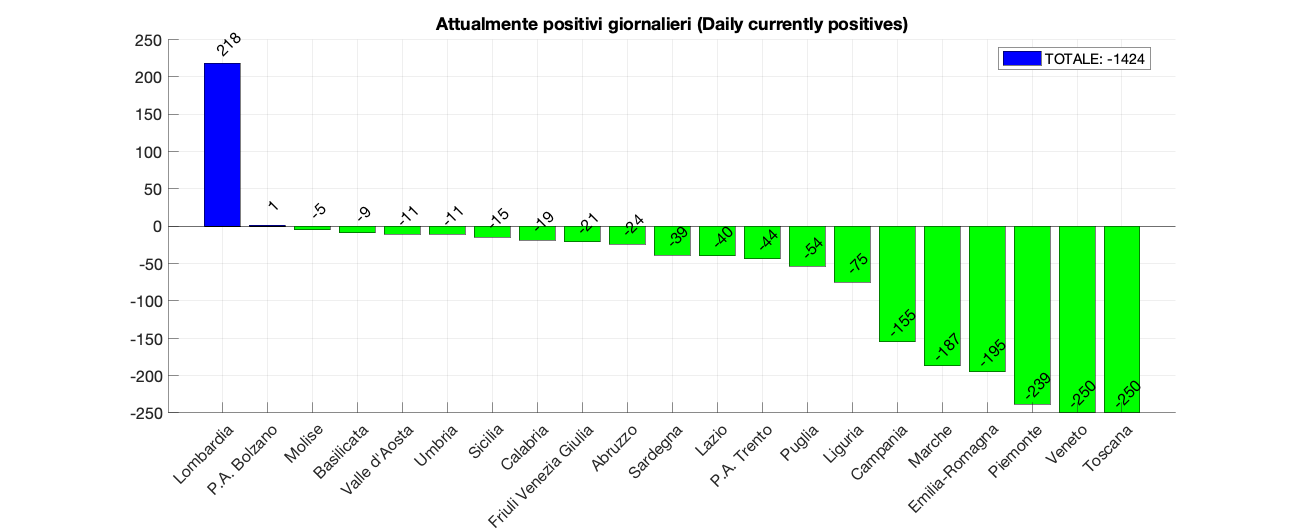 Attualmente positivi giornalieri (Daily currently positives)
TOTALE: -1424
250
200
150
100
50
0
-50
-100
-150
-200
-250
218
1
-5
-9
-11
-11
-15
-19
-21
-24
-39
-40
-44
-54
-75
-155
-187
-195
-239
-250
-250
Lombardia
P.A. Bolzano
Molise
Basilicata
Valle d'Aosta
Umbria
Sicilia
Calabria
Friuli Venezia Giulia
Abruzzo
Sardegna
Lazio
P.A. Trento
Puglia
Liguria
Campania
Marche
Emilia-Romagna
Piemonte
Veneto
Toscana